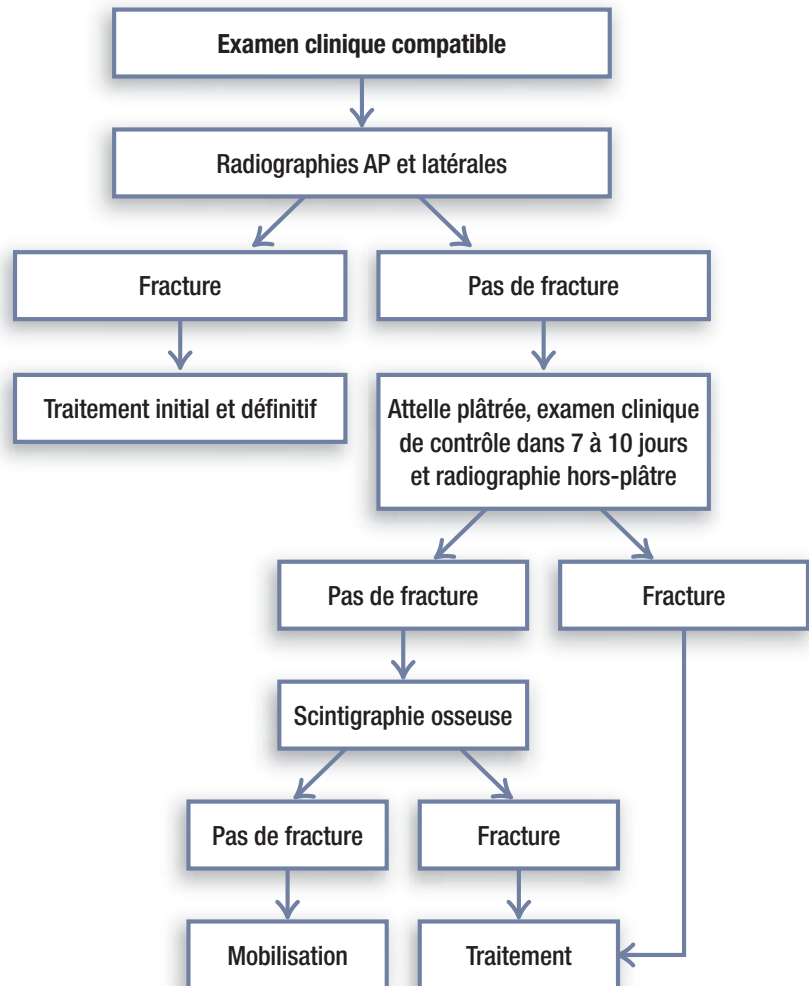 Examen clinique compatible
Radiographies AP et latérales
Fracture
Pas de fracture
Traitement initial et définitif
Attelle plâtrée, examen clinique
de contrôle dans 7 à 10 jours
et radiographie hors-plâtre
Pas de fracture
Fracture
Scintigraphie osseuse
Pas de fracture
Fracture
Mobilisation
Traitement